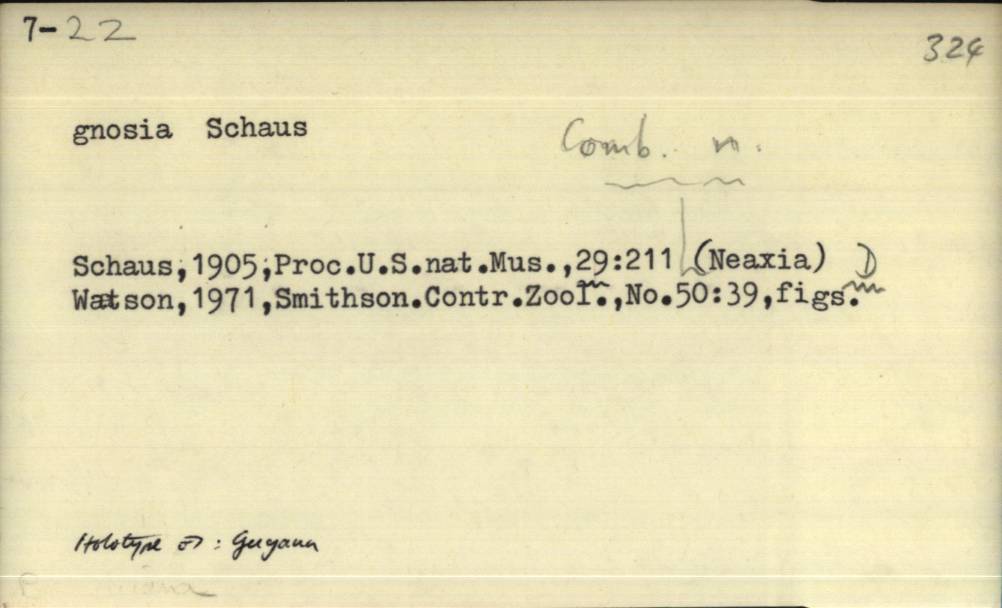 7-22
324
gnosia Schaus
Comb. n.
Schaus,1905,Proc.U.S.nat.Mus.,29:211 (Neaxia) D
Watson,1971,Smithson.Contr.Zool.,No.50:39,figs.
Holotype ♂ : Guyana